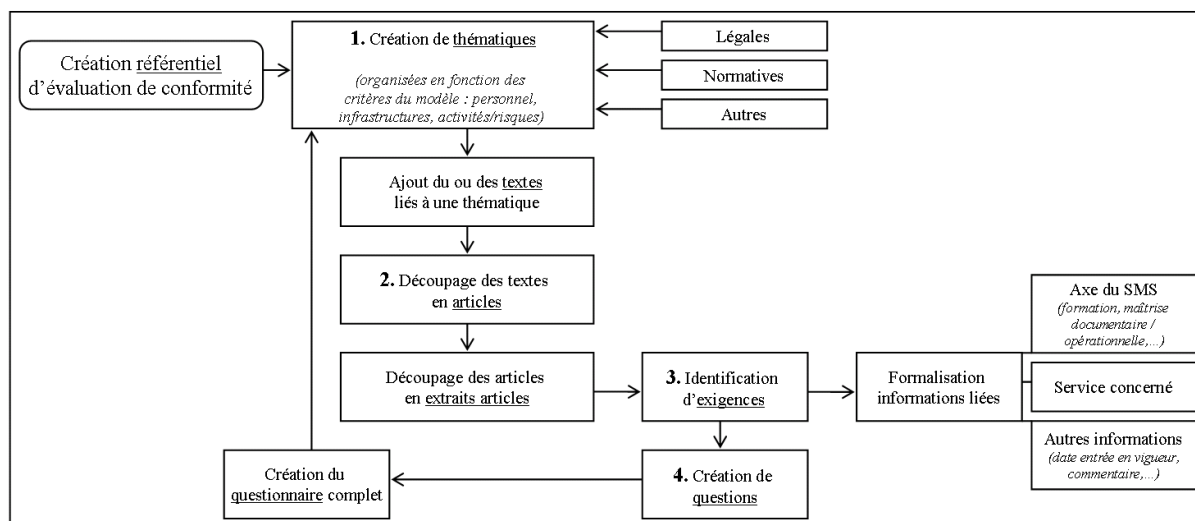 Création référentiel
d'évaluation de conformité
1. Création de thématiques
(organisées en fonction des
critères du modèle : personnel,
infrastructures, activités/risques)
Légales
Normatives
Autres
Ajout du ou des textes
liés à une thématique
2. Découpage des textes
en articles
Découpage des articles
en extraits articles
3. Identification
d'exigences
Formalisation
informations liées
Axe du SMS
(formation, maîtrise
documentaire /
opérationnelle,...)
Service concerné
Autres informations
(date entrée en vigueur,
commentaire,...)
4. Création de
questions
Création du
questionnaire complet